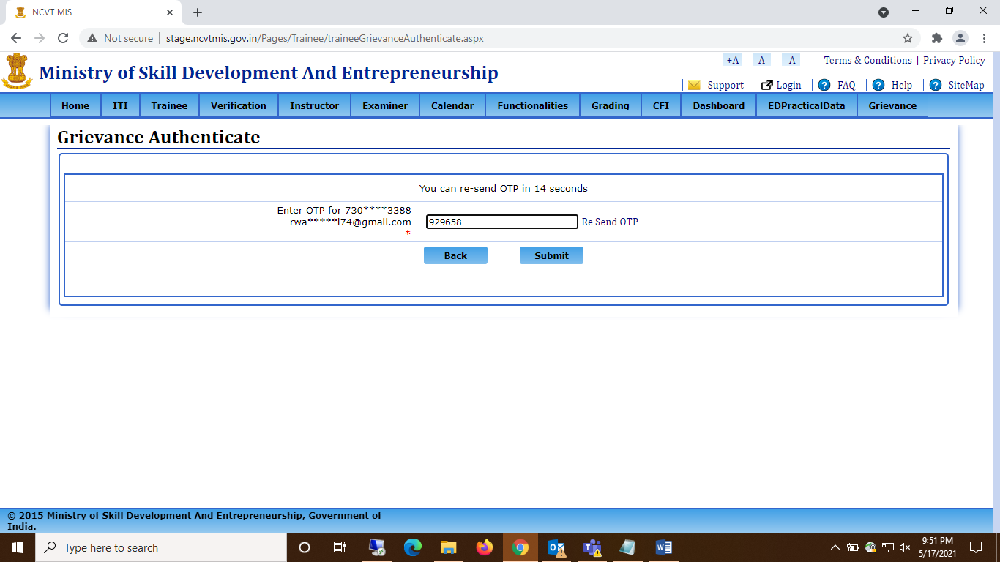 NCVT MIS
Not secure
stage.ncvtmis.gov.in/Pages/Trainee/traineeGrievanceAuthenticate.aspx
+A A -A Terms & Conditions | Privacy Policy
Ministry of Skill Development And Entrepreneurship
Support Login FAQ Help SiteMap
Home ITI Trainee Verification Instructor Examiner Calendar Functionalities Grading CFI Dashboard EDPracticalData Grievance
Grievance Authenticate
You can re-send OTP in 14 seconds
Enter OTP for 730****3388
rwa*****i74@gmail.com
*
929658 Re Send OTP
Back Submit
© 2015 Ministry of Skill Development And Entrepreneurship, Government of
India.
Type here to search
9:51 PM
5/17/2021